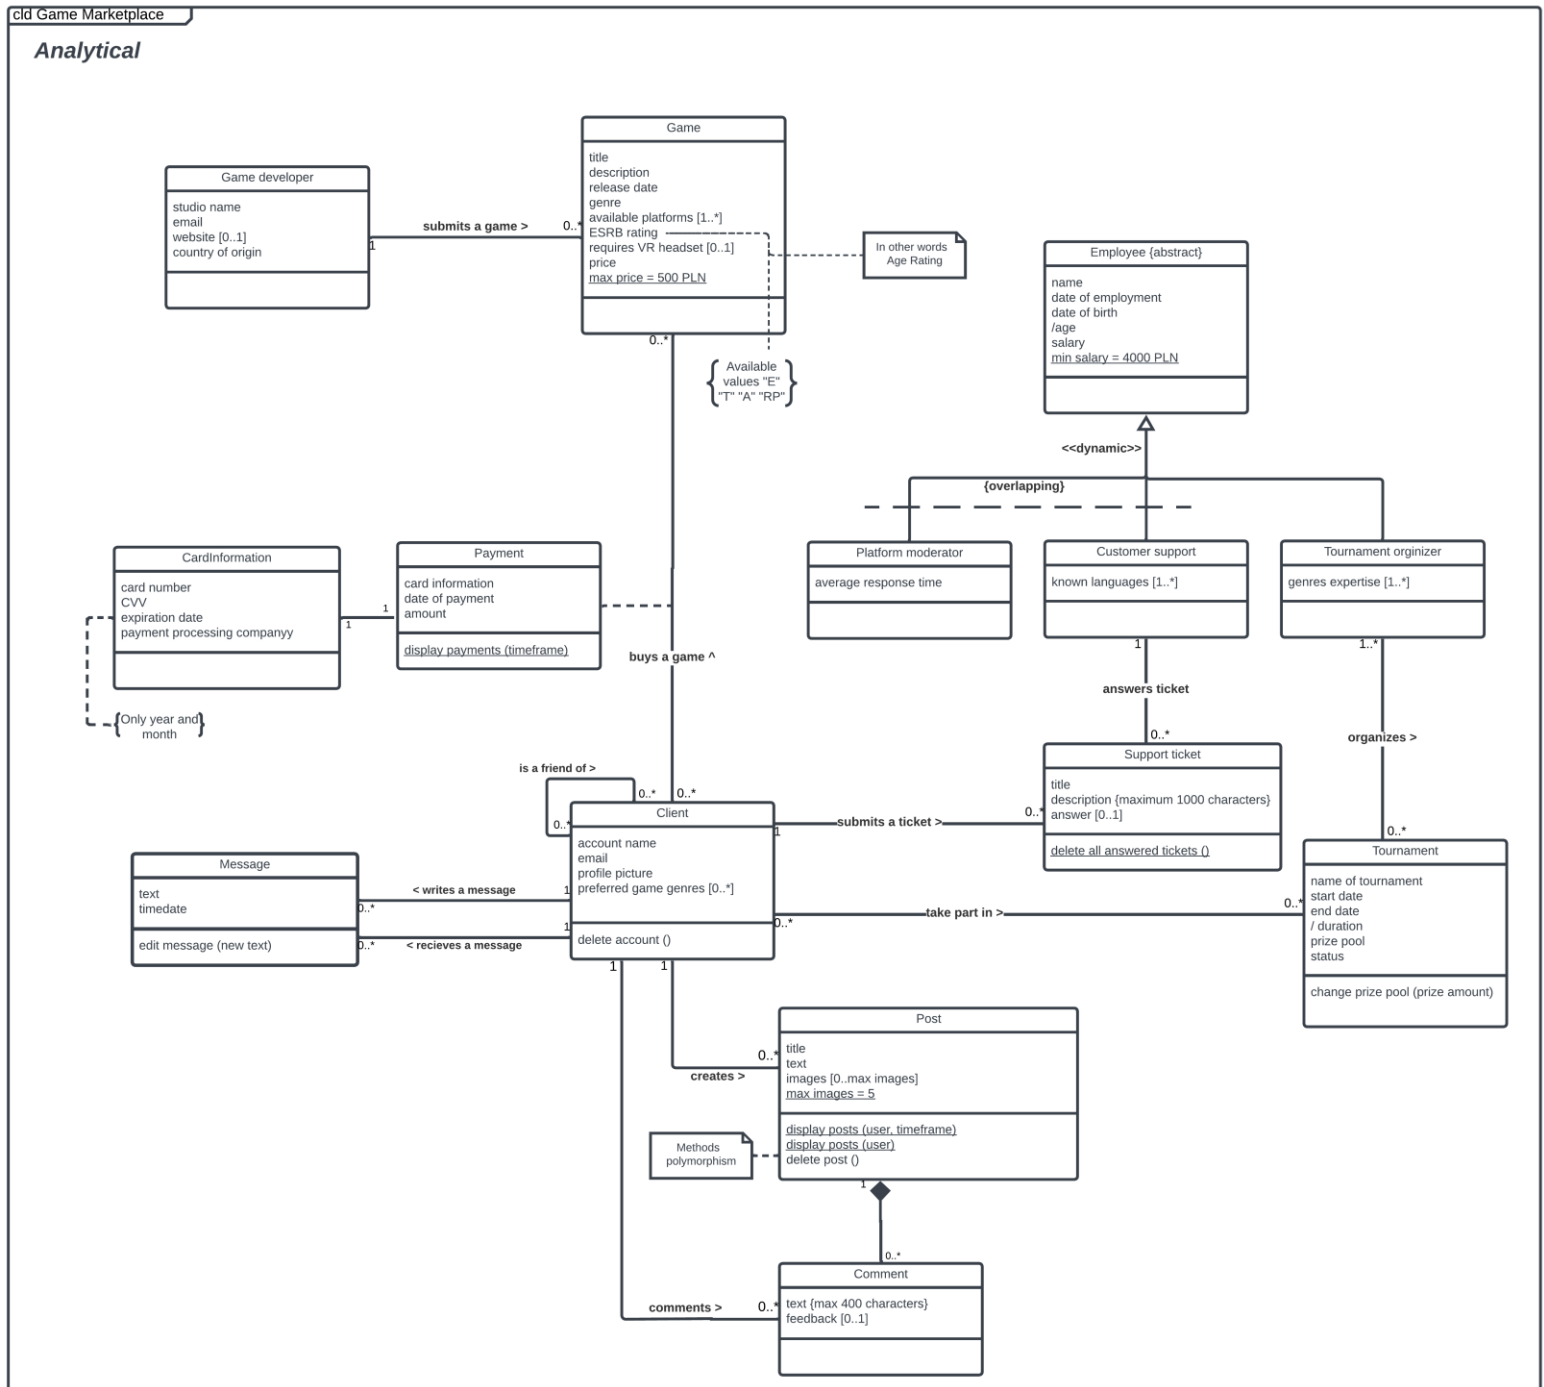 cld Game Marketplace
Analytical
Game
title
description
release date
genre
available platforms [1..*]
ESRB rating
requires VR headset [0..1]
price
max price = 500 PLN
Game developer
studio name
email
website [0..1]
country of origin
submits a game >
1
0..*
In other words
Age Rating
Available
values "E"
"T" "A" "RP"
0..*
Employee {abstract}
name
date of employment
date of birth
/age
salary
min salary = 4000 PLN
<<dynamic>>
{overlapping}
Platform moderator
average response time
Customer support
known languages [1..*]
Tournament orginizer
genres expertise [1..*]
CardInformation
card number
CVV
expiration date
payment processing companyy
Only year and
month
1
1
Payment
card information
date of payment
amount
display payments (timeframe)
buys a game ^
0..*
1
answers ticket
0..*
1..*
organizes >
0..*
Support ticket
title
description {maximum 1000 characters}
answer [0..1]
delete all answered tickets ()
is a friend of >
0..*
0..*
Client
account name
email
profile picture
preferred game genres [0..*]
delete account ()
1
submits a ticket >
0..*
0..*
take part in >
0..*
Tournament
name of tournament
start date
end date
/ duration
prize pool
status
change prize pool (prize amount)
Message
text
timedate
edit message (new text)
< writes a message
1
0..*
< recieves a message
1
0..*
1
1
creates >
0..*
Post
title
text
images [0..max images]
max images = 5
display posts (user, timeframe)
display posts (user)
delete post ()
Methods
polymorphism
1
0..*
Comment
text {max 400 characters}
feedback [0..1]
comments >
0..*